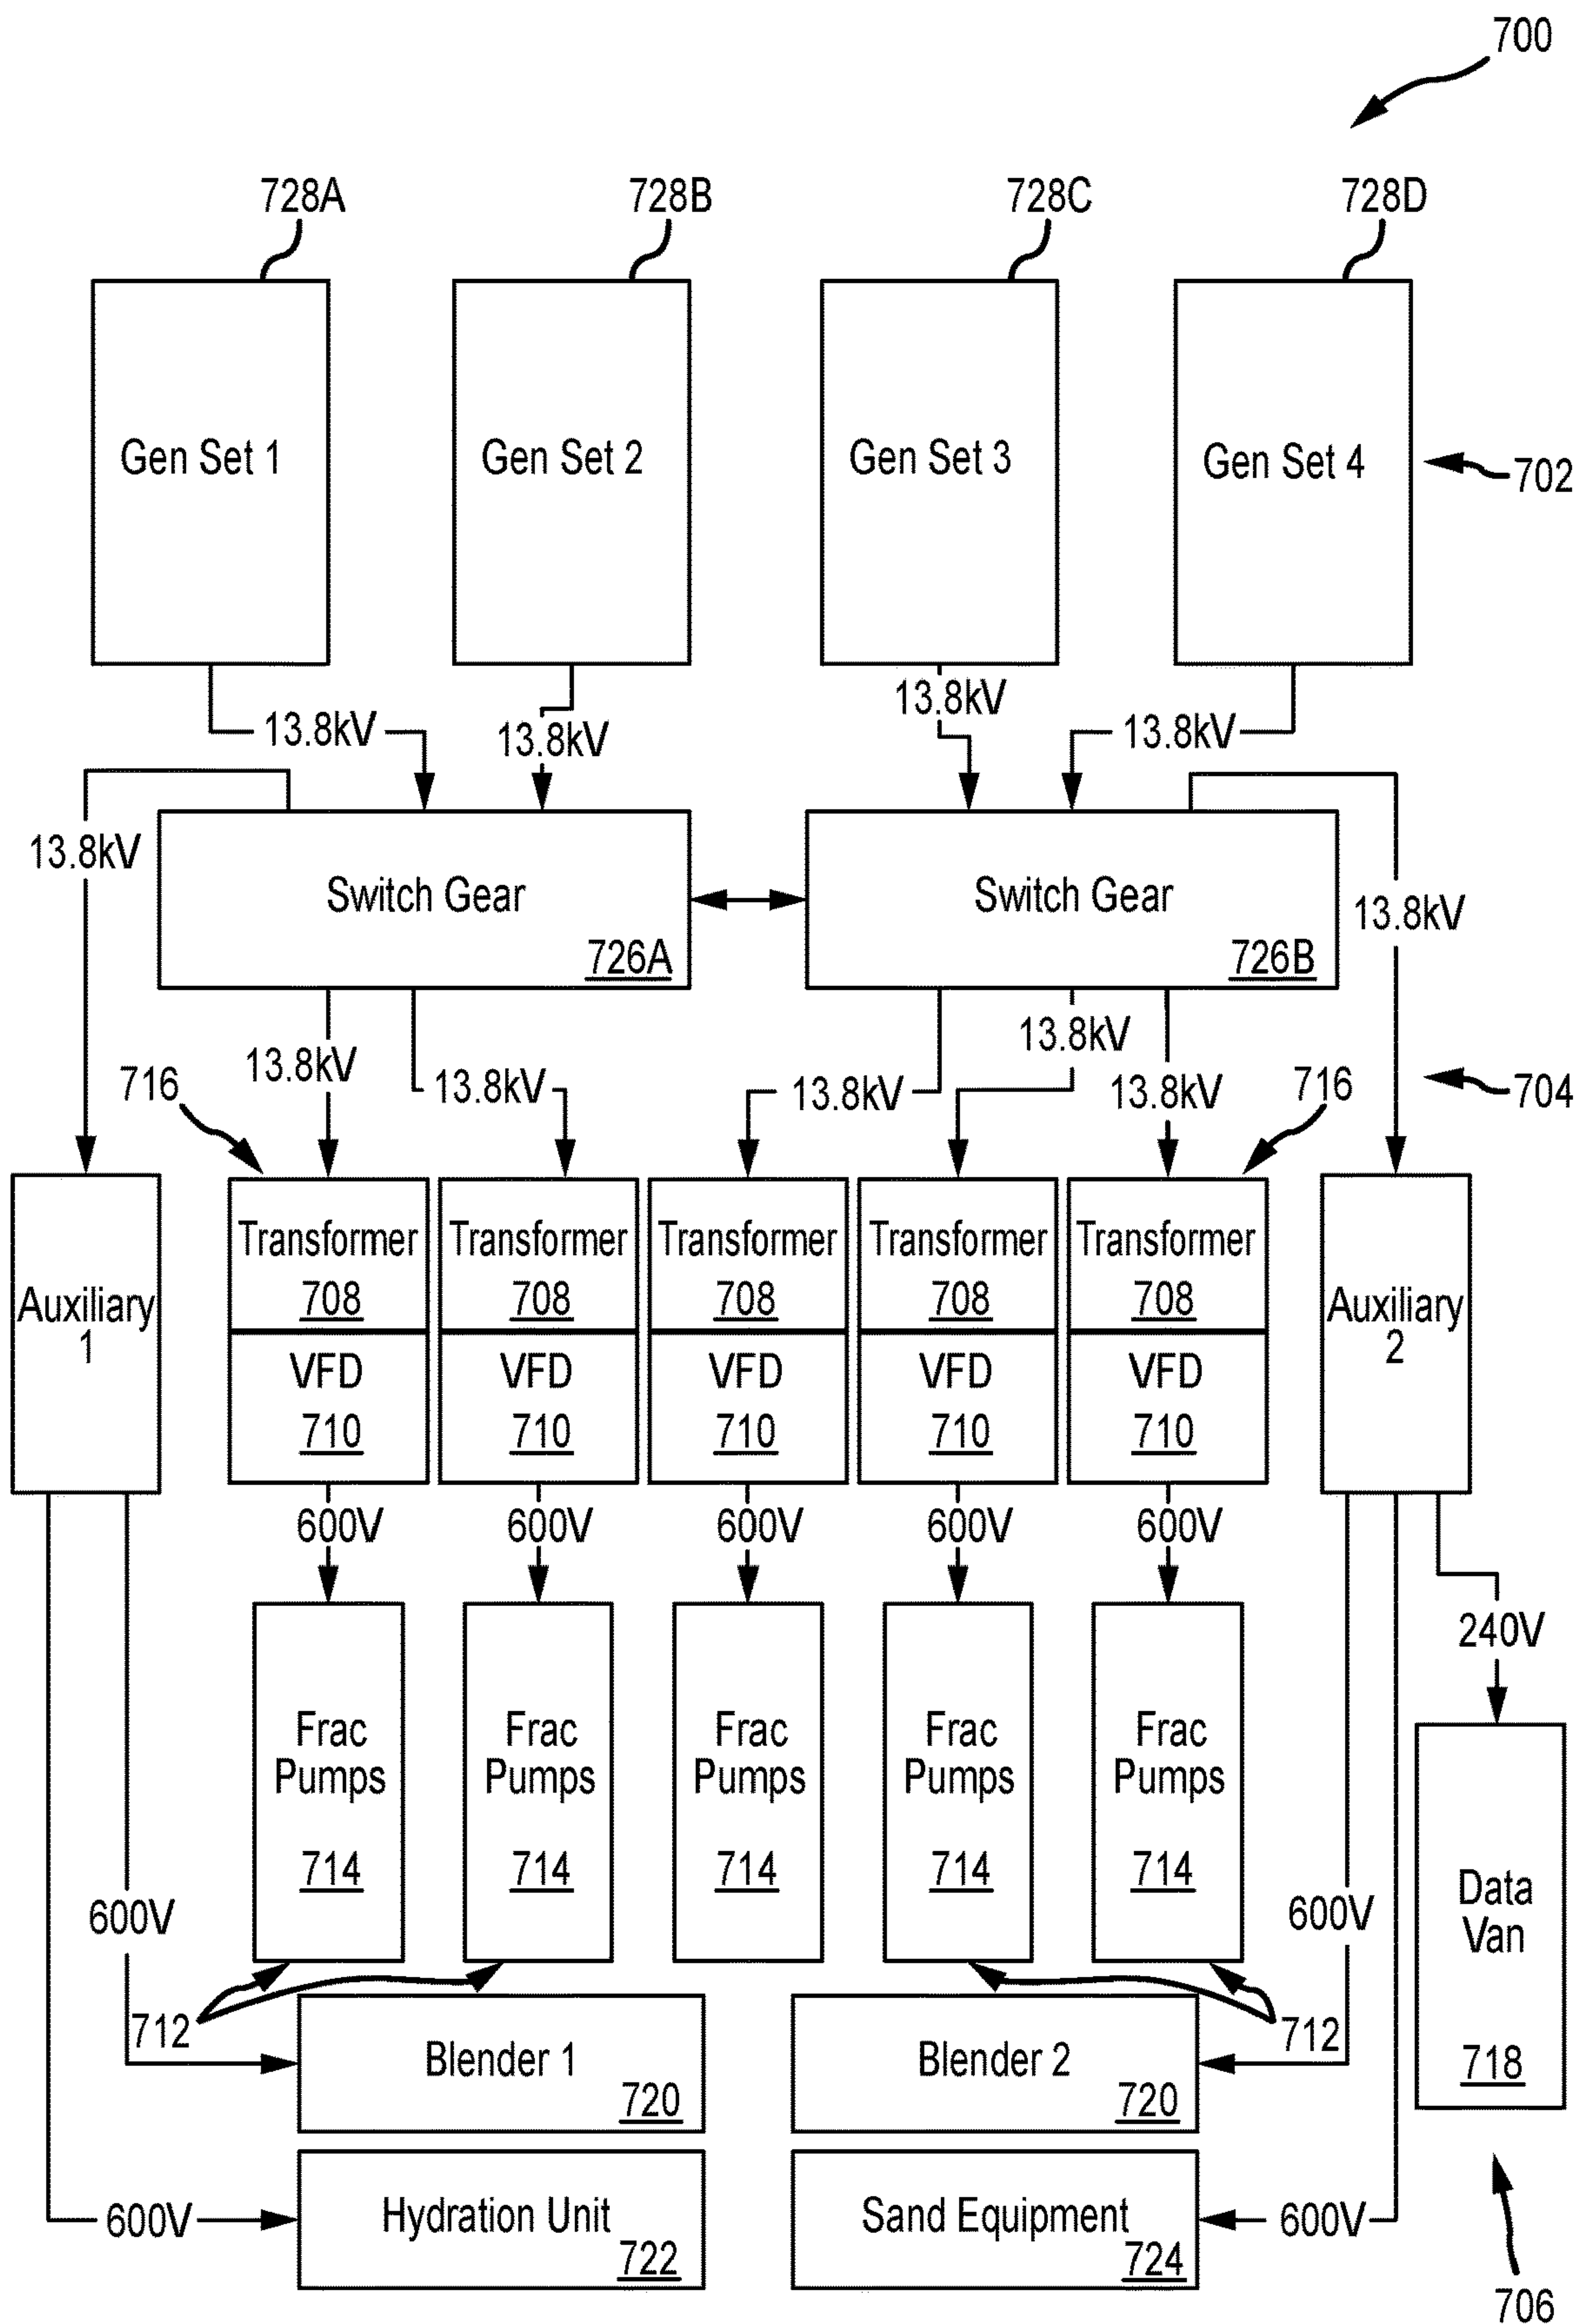 700
728A
728B
728C
728D
Gen Set 1
Gen Set 2
Gen Set 3
Gen Set 4
702
13.8kV
13.8kV
13.8kV
13.8kV
13.8kV
Switch Gear
726A
Switch Gear
726B
13.8kV
13.8kV
13.8kV
13.8kV
13.8kV
13.8kV
716
716
704
Auxiliary
1
Transformer
708
Transformer
708
Transformer
708
Transformer
708
Transformer
708
Auxiliary
2
VFD
710
VFD
710
VFD
710
VFD
710
VFD
710
600V
600V
600V
600V
600V
240V
Frac
Pumps
714
Frac
Pumps
714
Frac
Pumps
714
Frac
Pumps
714
Frac
Pumps
714
Data
Van
718
600V
600V
712
712
Blender 1
720
Blender 2
720
600V
Hydration Unit
722
Sand Equipment
724
600V
706